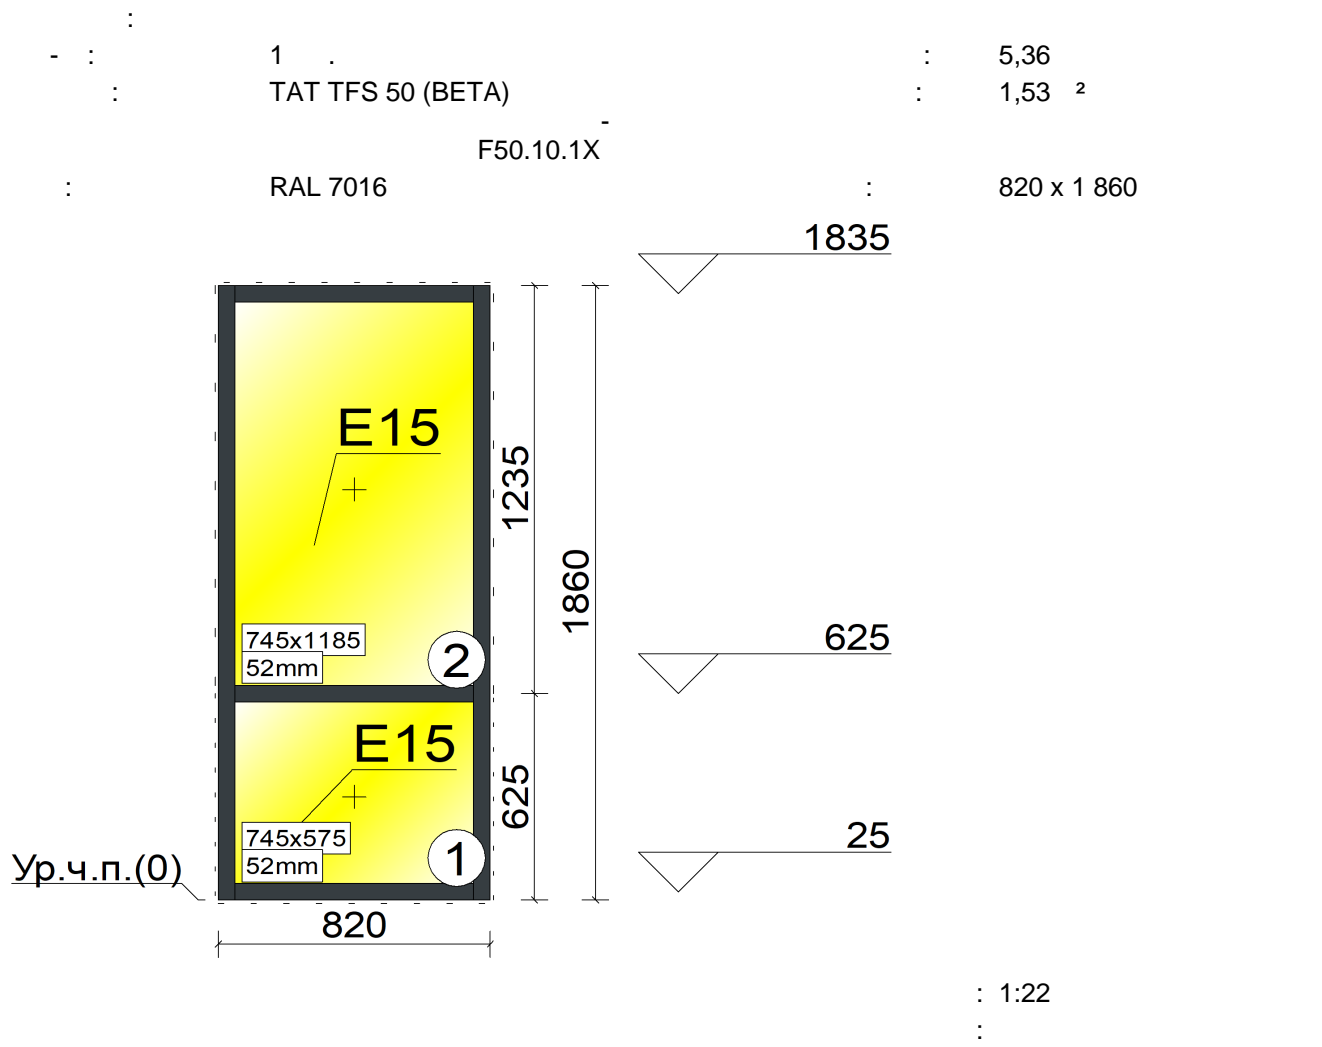 :
- : 1 . : 5,36
: TAT TFS 50 (BETA) : 1,53 ²
-
F50.10.1X
: RAL 7016 : 820 x 1 860
1835
E15
1235
1860
745x1185
52mm
2
625
E15
625
745x575
52mm
1
25
Ур.ч.п.(0)
820
: 1:22
: